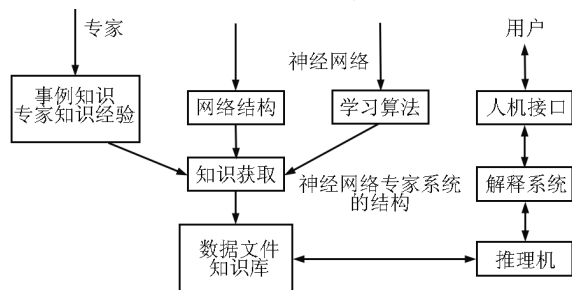 专家
用户
神经网络
事例知识
专家知识经验
网络结构
学习算法
人机接口
知识获取
神经网络专家系统
的结构
解释系统
数据文件
知识库
推理机